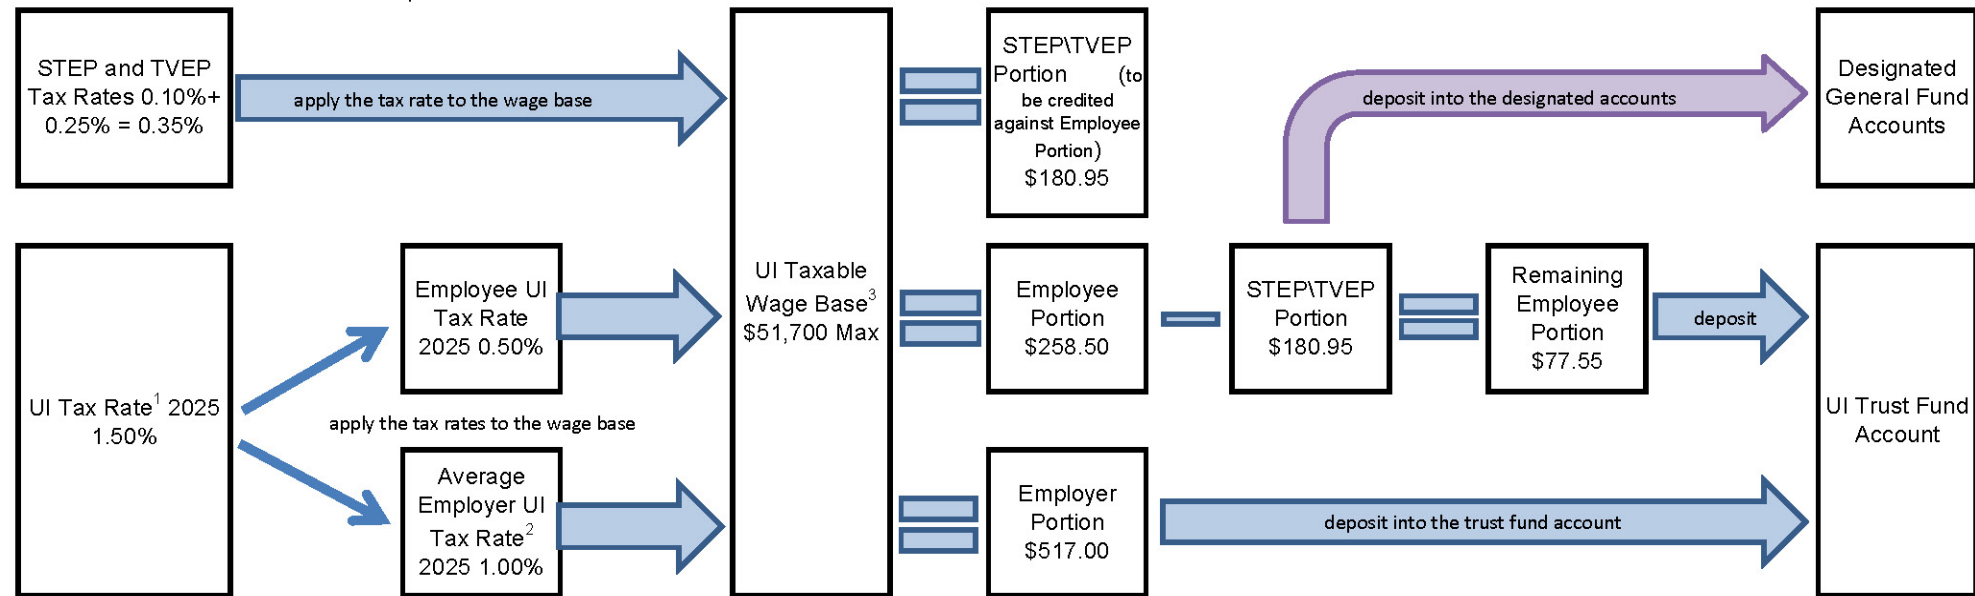 STEP and TVEP
Tax Rates 0.10%+
0.25% = 0.35%
apply the tax rate to the wage base
STEP\TVEP
Portion (to
be credited
against Employee
Portion)
$180.95
deposit into the designated accounts
Designated
General Fund
Accounts
UI Tax Rate1 2025
1.50%
Employee UI
Tax Rate
2025 0.50%
apply the tax rates to the wage base
Average
Employer UI
Tax Rate2
2025 1.00%
UI Taxable
Wage Base3
$51,700 Max
Employee
Portion
$258.50
STEP\TVEP
Portion
$180.95
Remaining
Employee
Portion
$77.55
deposit
Employer
Portion
$517.00
deposit into the trust fund account
UI Trust Fund
Account